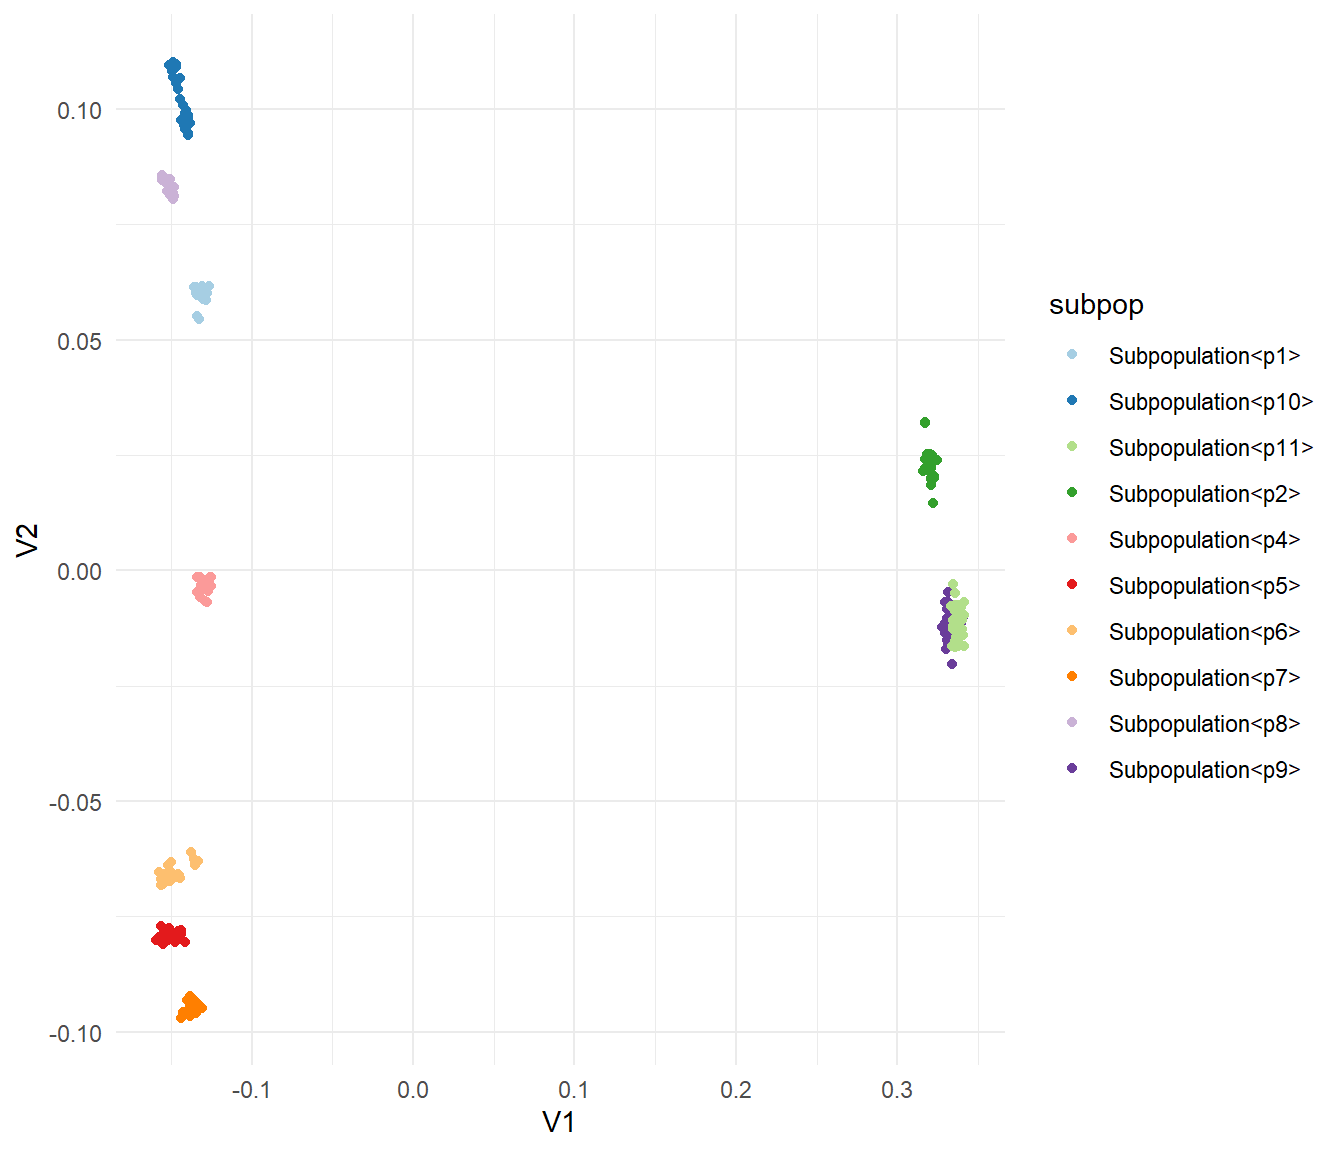 0.10
0.05
0.00
-0.05
-0.10
V2
-0.1
0.0
0.1
0.2
0.3
V1
subpop
Subpopulation<p1>
Subpopulation<p10>
Subpopulation<p11>
Subpopulation<p2>
Subpopulation<p4>
Subpopulation<p5>
Subpopulation<p6>
Subpopulation<p7>
Subpopulation<p8>
Subpopulation<p9>